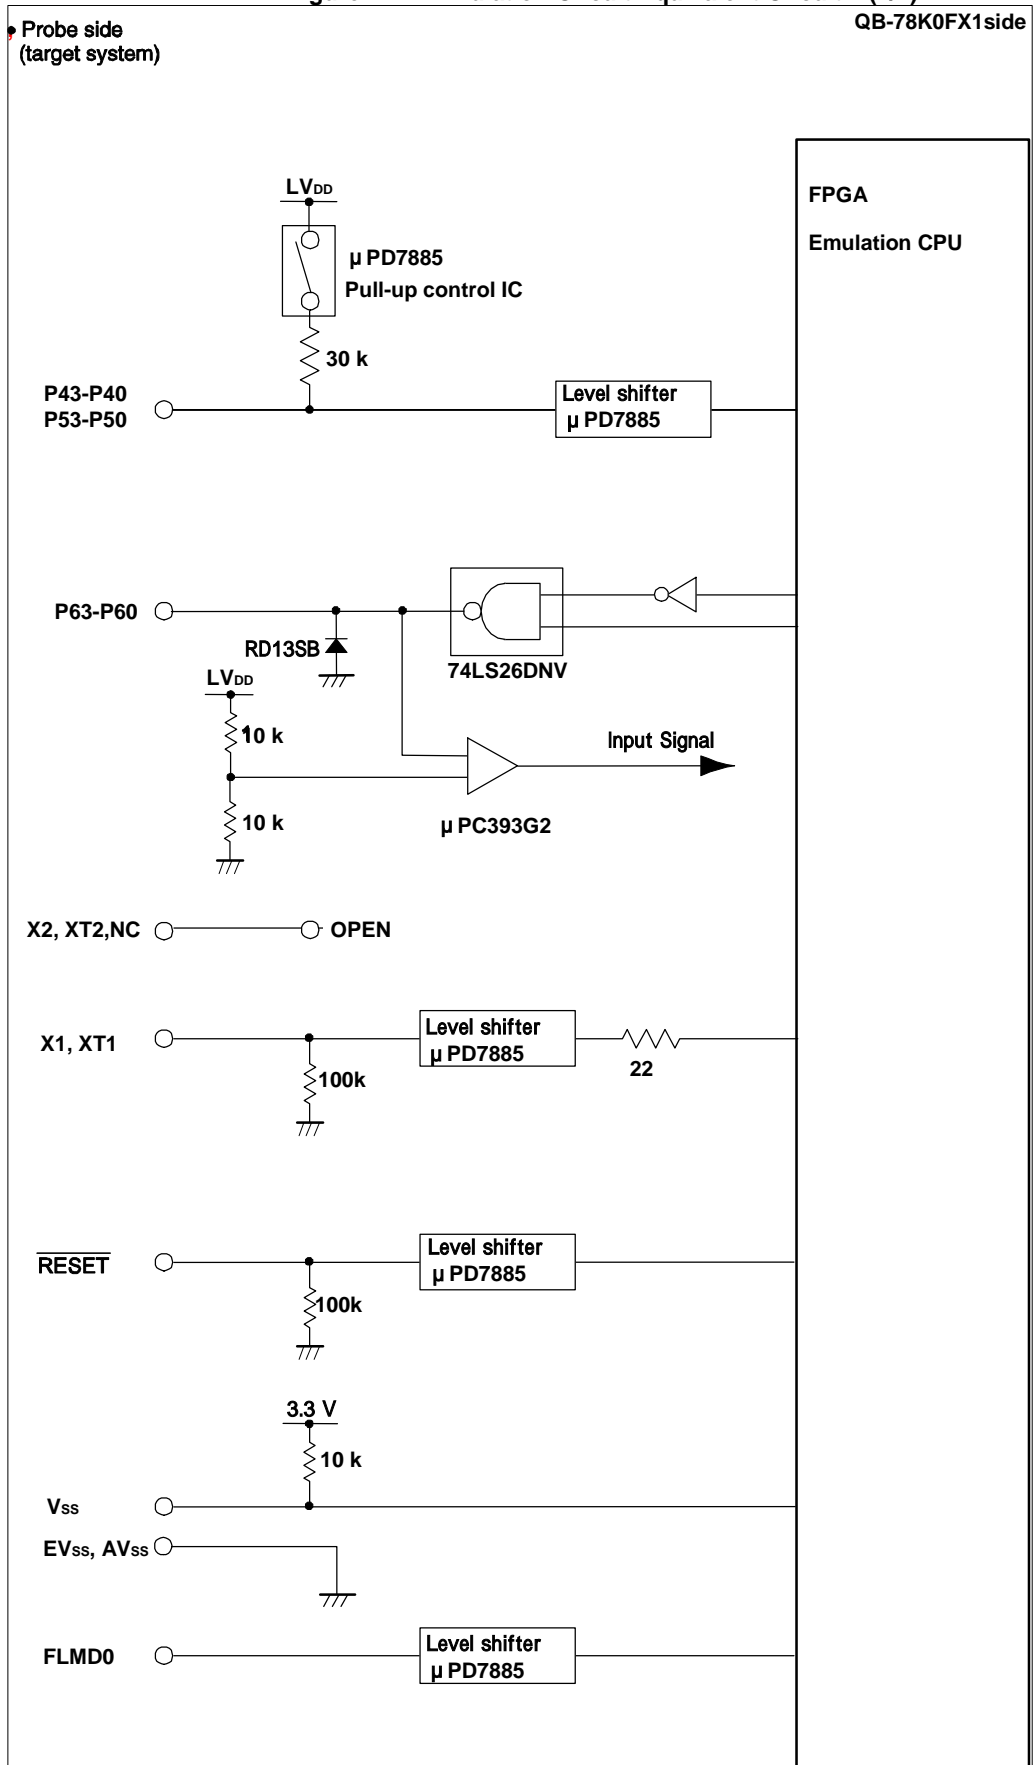 QB-78K0FX1side
Probe side
(target system)
FPGA
Emulation CPU
LVDD
µ PD7885
Pull-up control IC
30 k
P43-P40
P53-P50
Level shifter
µ PD7885
P63-P60
74LS26DNV
RD13SB
LVDD
10 k
Input Signal
10 k
µ PC393G2
X2, XT2,NC
OPEN
X1, XT1
Level shifter
µ PD7885
22
100k
RESET
Level shifter
µ PD7885
100k
3.3 V
10 k
Vss
EVss, AVss
FLMD0
Level shifter
µ PD7885